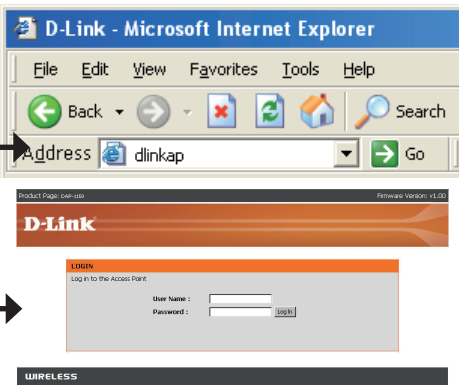 D-Link - Microsoft Internet Explorer
File Edit View Favorites Tools Help
Back Search
Address dlinkap Go
Product Page: DAP-1150 Firmware Version: v1.00
D-Link
LOGIN
Log in to the Access Point
User Name :
Password : Log In
WIRELESS